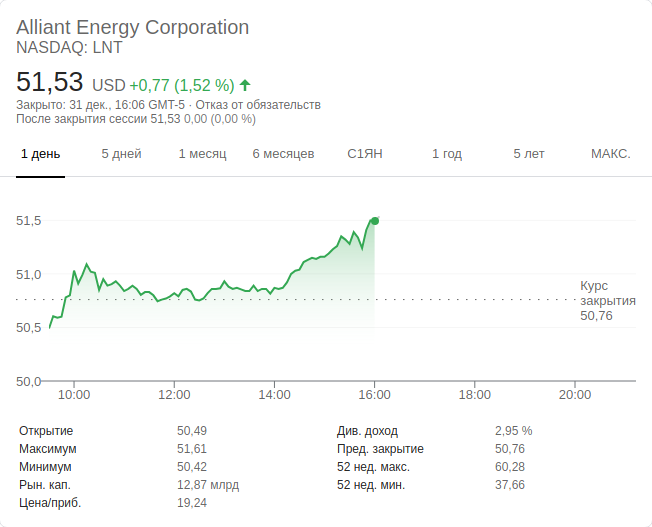 Alliant Energy Corporation
NASDAQ: LNT
51,53 USD +0,77 (1,52 %)
Закрыто: 31 дек., 16:06 GMT-5 · Отказ от обязательств
После закрытия сессии 51,53 0,00 (0,00 %)
1 день 5 дней 1 месяц 6 месяцев С1ЯН 1 год 5 лет МАКС.
51,5
51,0
Курс
закрытия
50,76
50,5
50,0
10:00 12:00 14:00 16:00 18:00 20:00
Открытие 50,49 Див. доход 2,95 %
Максимум 51,61 Пред. закрытие 50,76
Минимум 50,42 52 нед. макс. 60,28
Рын. кап. 12,87 млрд 52 нед. мин. 37,66
Цена/приб. 19,24